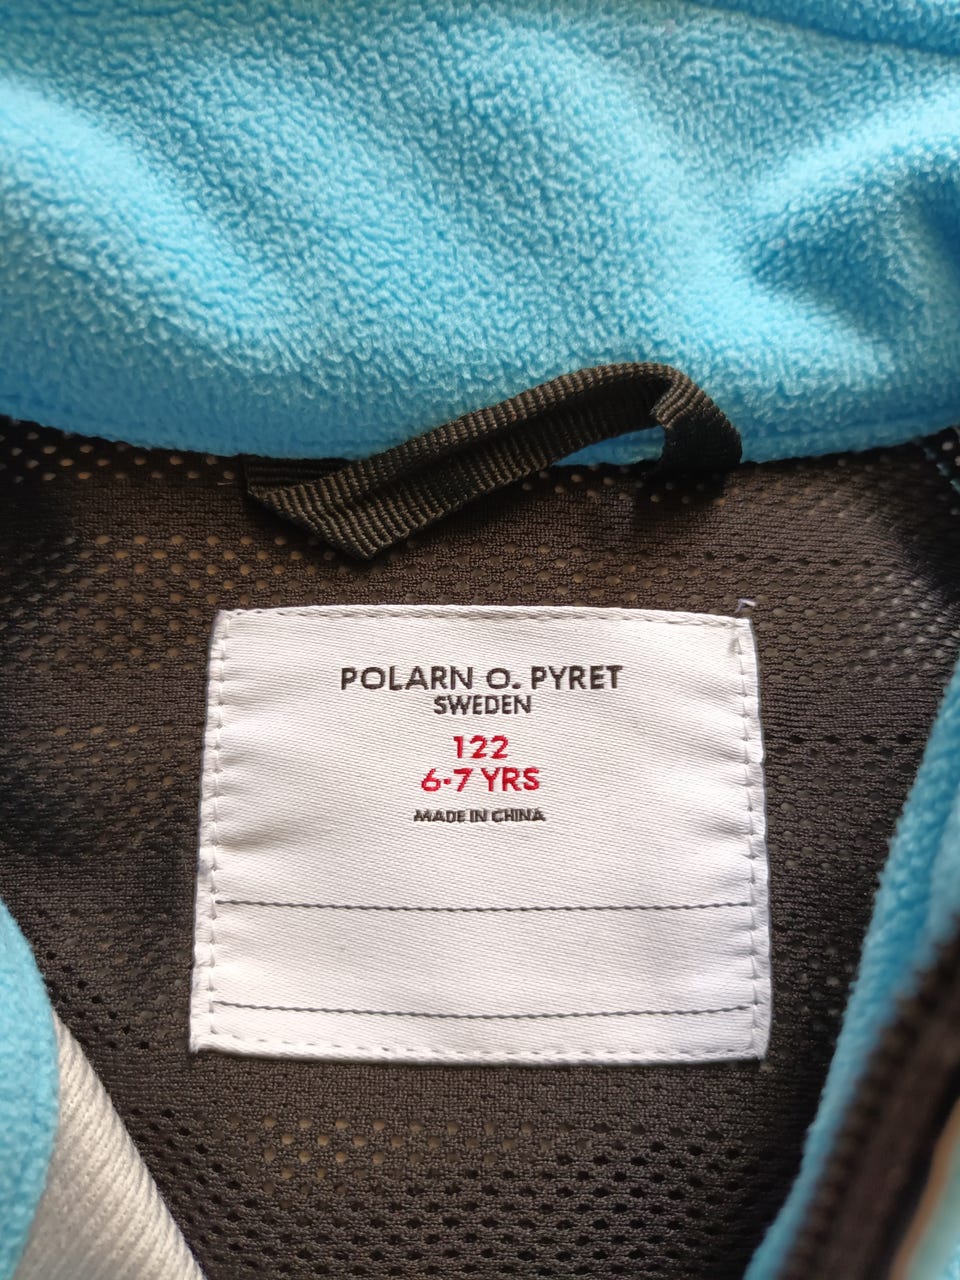 POLARN O. PYRET
SWEDEN
122
6-7 YRS
MADE IN CHINA